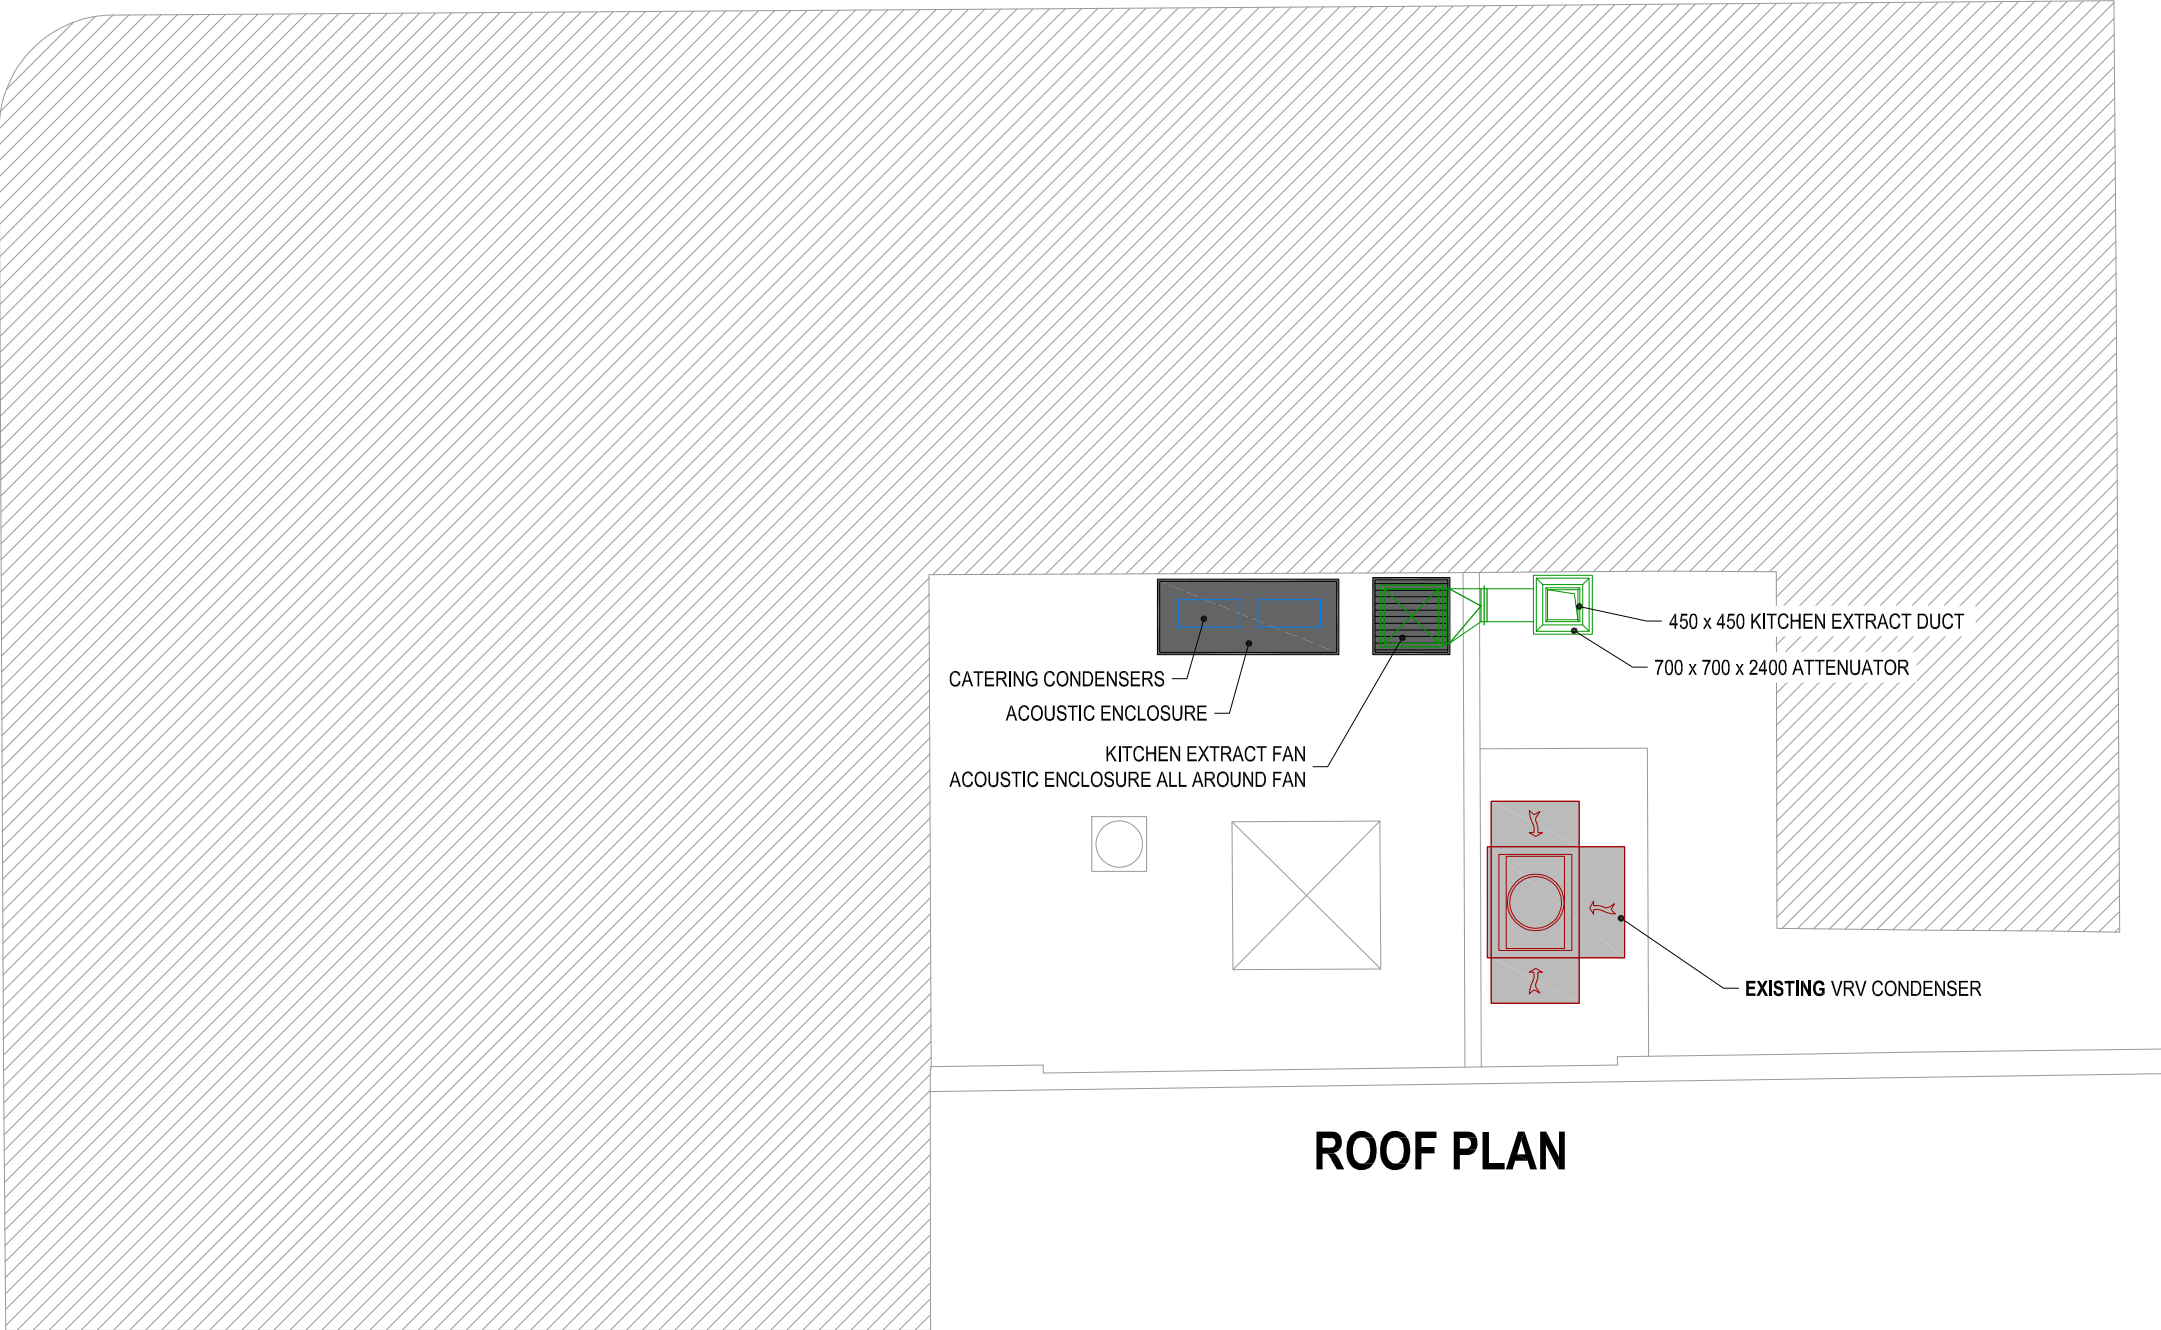 450 x 450 KITCHEN EXTRACT DUCT
700 x 700 x 2400 ATTENUATOR
CATERING CONDENSERS
ACOUSTIC ENCLOSURE
KITCHEN EXTRACT FAN
ACOUSTIC ENCLOSURE ALL AROUND FAN
EXISTING VRV CONDENSER
ROOF PLAN